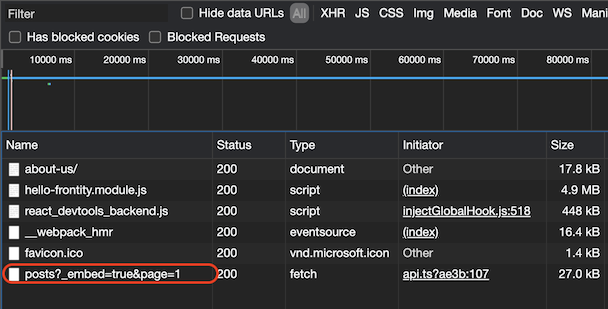 Filter Hide data URLs All XHR JS CSS Img Media Font Doc WS Mani
Has blocked cookies Blocked Requests
10000 ms 20000 ms 30000 ms 40000 ms 50000 ms 60000 ms 70000 ms 80000 ms
Name Status Type Initiator Size
about-us/ 200 document Other 17.8 kB
hello-frontity.module.js 200 script (index) 4.9 MB
react_devtools_backend.js 200 script injectGlobalHook.js:518 448 kB
__webpack_hmr 200 eventsource (index) 16.4 kB
favicon.ico 200 vnd.microsoft.icon Other 1.4 kB
posts?_embed=true&page=1 200 fetch api.ts?ae3b:107 27.0 kB